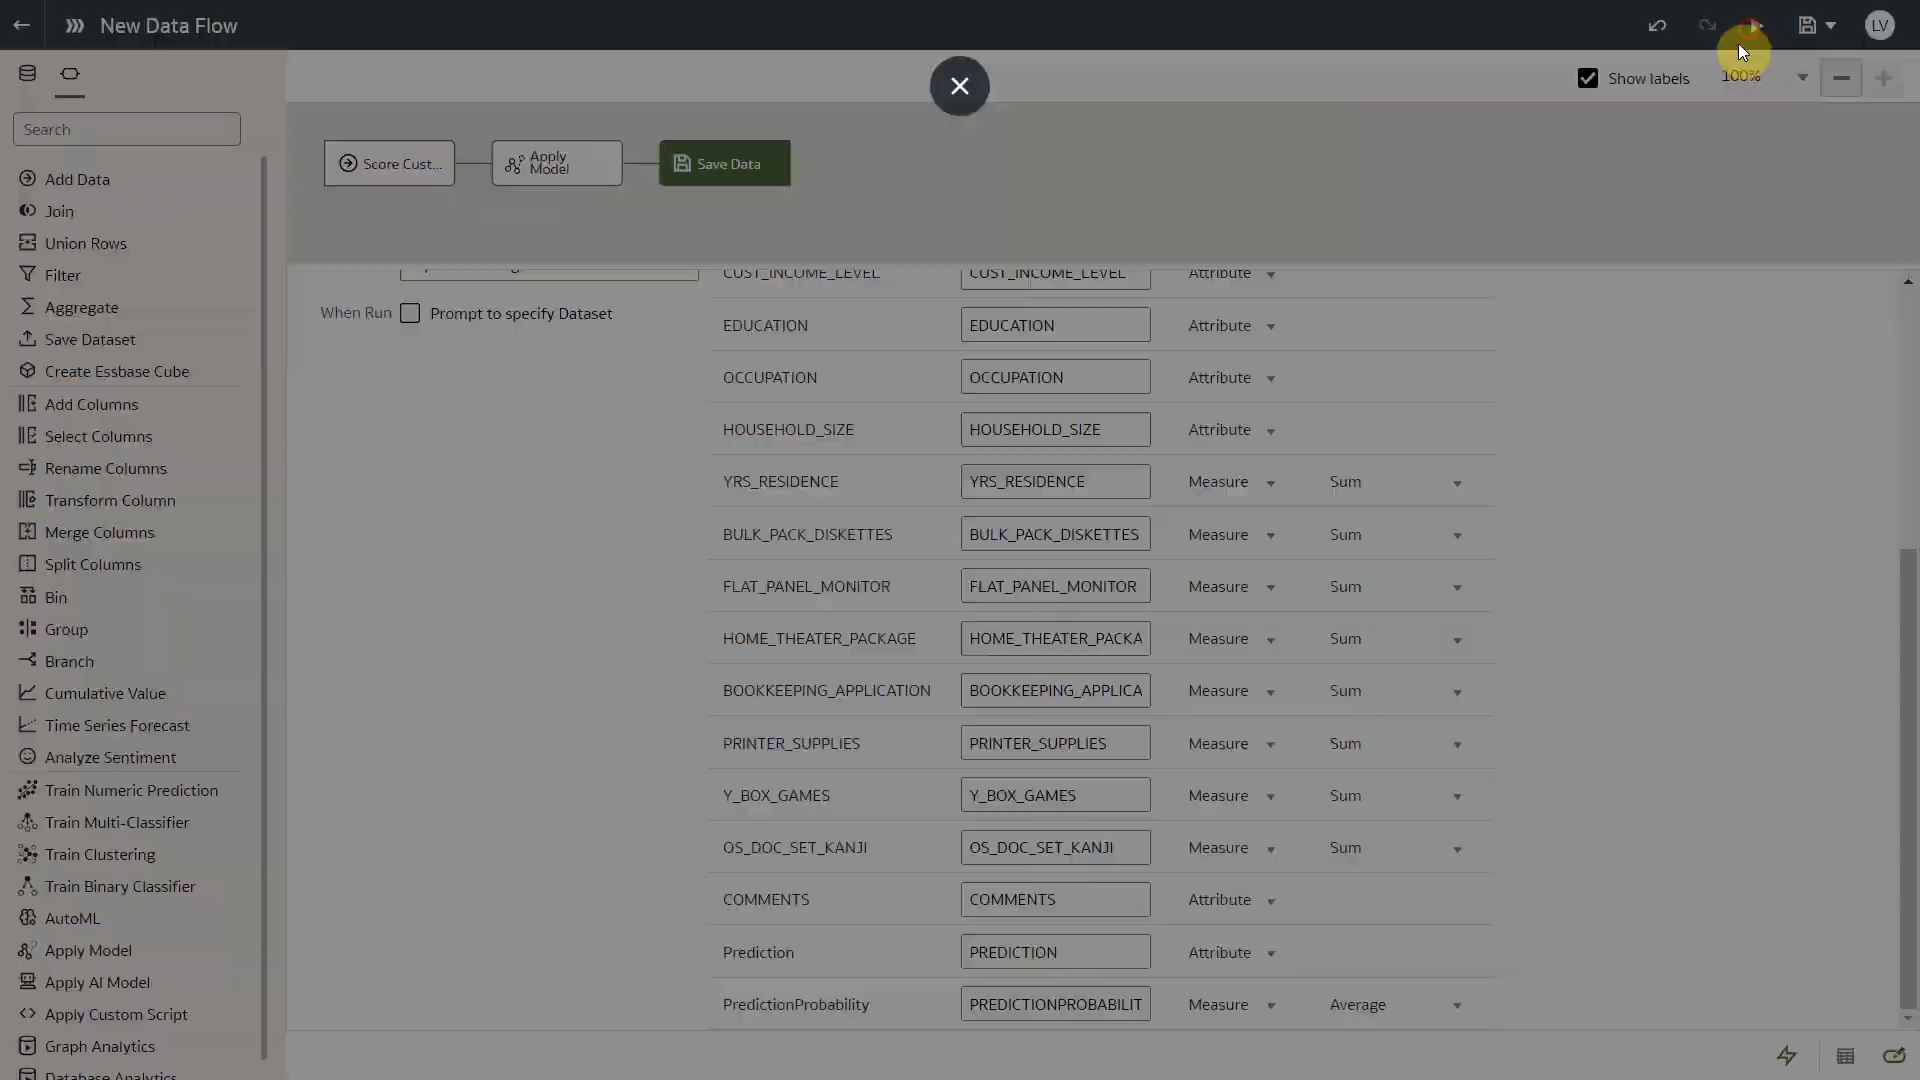 New Data Flow
LV
Show labels
100%
Search
Score Cust...
Apply
Model
Save Data
Add Data
Join
Union Rows
Filter
Aggregate
Save Dataset
Create Essbase Cube
Add Columns
Select Columns
Rename Columns
Transform Column
Merge Columns
Split Columns
Bin
Group
Branch
Cumulative Value
Time Series Forecast
Analyze Sentiment
Train Numeric Prediction
Train Multi-Classifier
Train Clustering
Train Binary Classifier
AutoML
Apply Model
Apply AI Model
Apply Custom Script
Graph Analytics
Database Analytics
When Run Prompt to specify Dataset
CUST_INCOME_LEVEL CUST_INCOME_LEVEL Attribute
EDUCATION EDUCATION Attribute
OCCUPATION OCCUPATION Attribute
HOUSEHOLD_SIZE HOUSEHOLD_SIZE Attribute
YRS_RESIDENCE YRS_RESIDENCE Measure Sum
BULK_PACK_DISKETTES BULK_PACK_DISKETTES Measure Sum
FLAT_PANEL_MONITOR FLAT_PANEL_MONITOR Measure Sum
HOME_THEATER_PACKAGE HOME_THEATER_PACKA Measure Sum
BOOKKEEPING_APPLICATION BOOKKEEPING_APPLICA Measure Sum
PRINTER_SUPPLIES PRINTER_SUPPLIES Measure Sum
Y_BOX_GAMES Y_BOX_GAMES Measure Sum
OS_DOC_SET_KANJI OS_DOC_SET_KANJI Measure Sum
COMMENTS COMMENTS Attribute
Prediction PREDICTION Attribute
PredictionProbability PREDICTIONPROBABILIT Measure Average